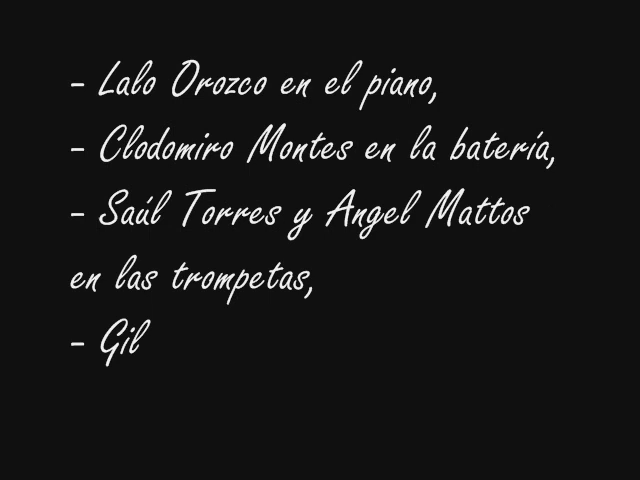 - Lalo Orozco en el piano,
- Clodomiro Montes en la batería,
- Saúl Torres y Angel Mattos
en las trompetas,
- Gil